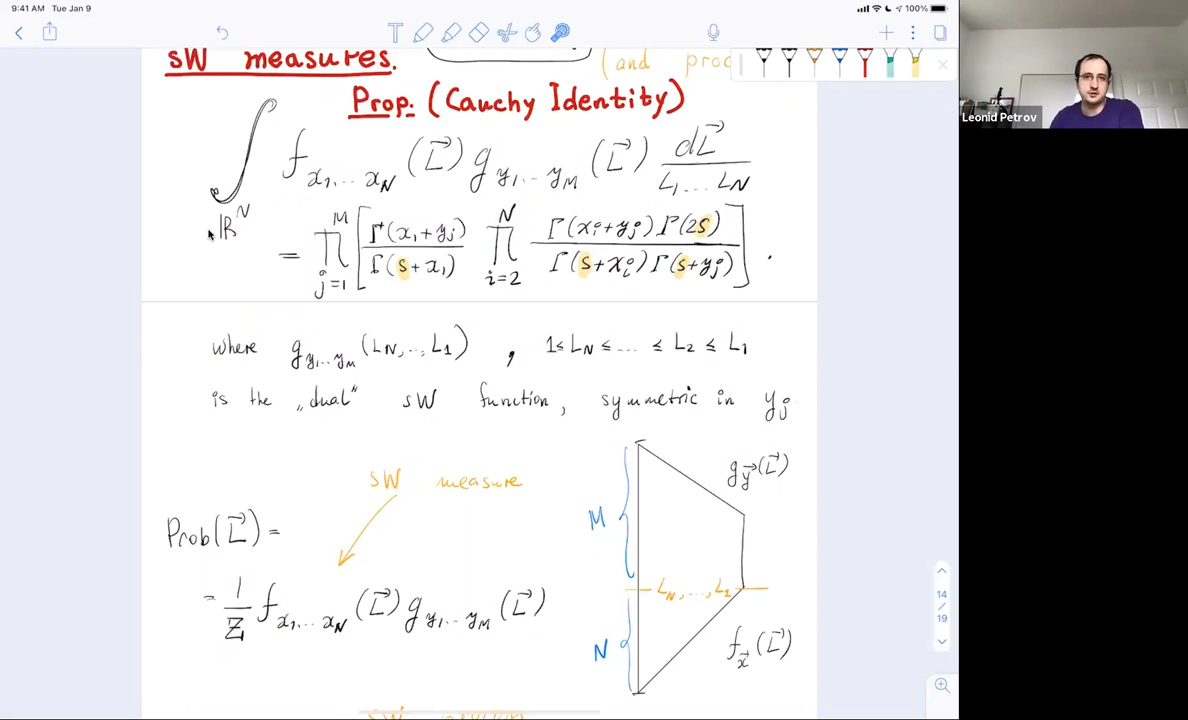 9:41 AM Tue Jan 9
100%
sW measures.
(and proc
Prop. (Cauchy Identity)
∫ f_{x_1,...x_N}(L⃗) g_{y_1...y_M}(L⃗) dL⃗ / L_1...L_N
ℝ^N
= ∏_{j=1}^{M} [ Γ(x_1+y_j) / Γ(s+x_1) ∏_{i=2}^{N} Γ(x_i+y_j) Γ(2s) / Γ(s+x_i) Γ(s+y_j) ] .
where g_{y_1...y_M}(L_N,...,L_1) , 1≤L_N≤...≤L_2≤L_1
is the „dual" sW function, symmetric in y_j
sW measure
Prob(L⃗) =
= 1/Z f_{x_1,...x_N}(L⃗) g_{y_1...y_M}(L⃗)
g_{y⃗}(L⃗)
M
L_N,...,L_1
N
f_{x⃗}(L⃗)
14
/
19
Leonid Petrov